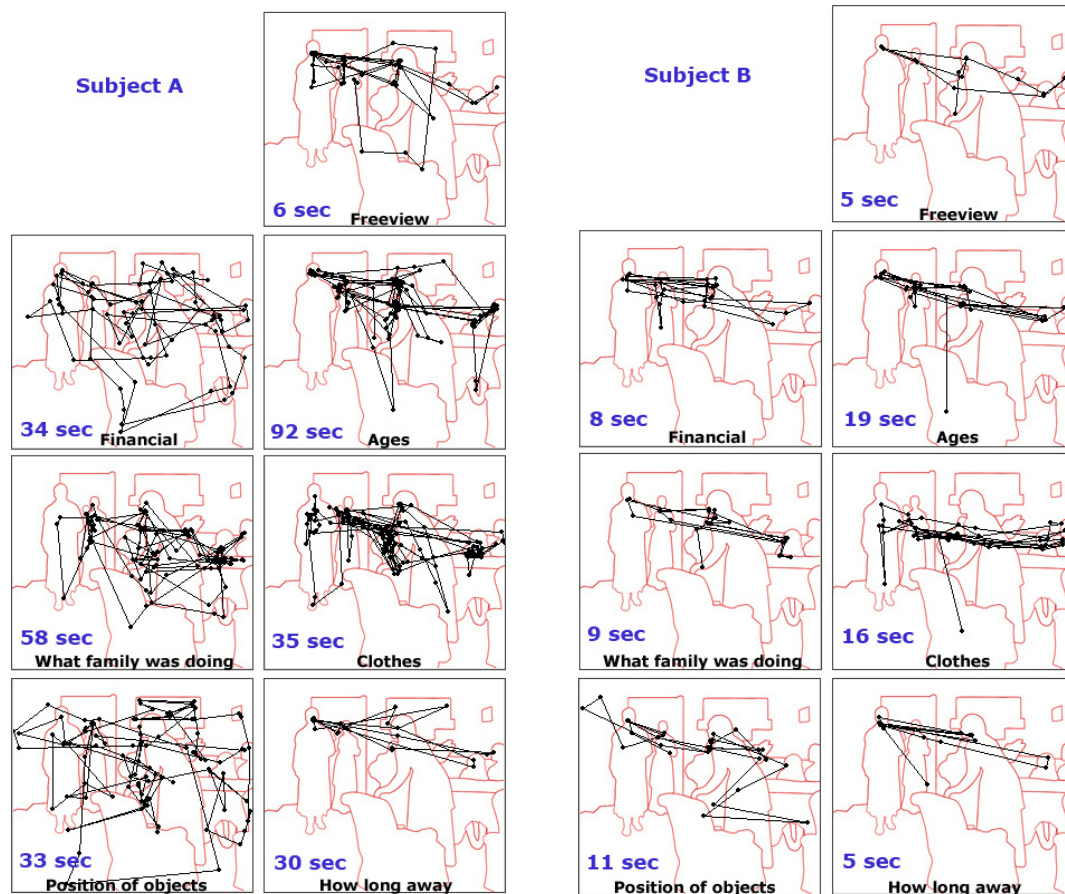 Subject A
6 sec
Freeview
34 sec
Financial
92 sec
Ages
58 sec
What family was doing
35 sec
Clothes
33 sec
Position of objects
30 sec
How long away
Subject B
5 sec
Freeview
8 sec
Financial
19 sec
Ages
9 sec
What family was doing
16 sec
Clothes
11 sec
Position of objects
5 sec
How long away